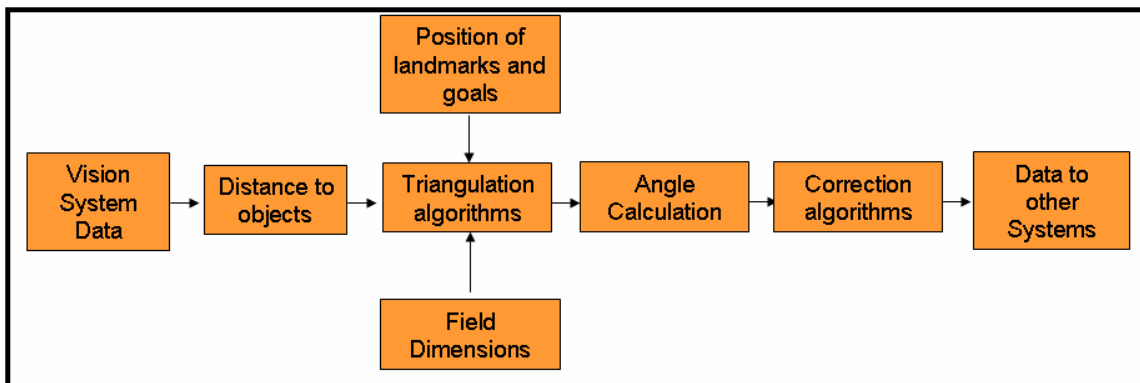 Position of
landmarks and
goals
Vision
System
Data
Distance to
objects
Triangulation
algorithms
Angle
Calculation
Correction
algorithms
Data to
other
Systems
Field
Dimensions